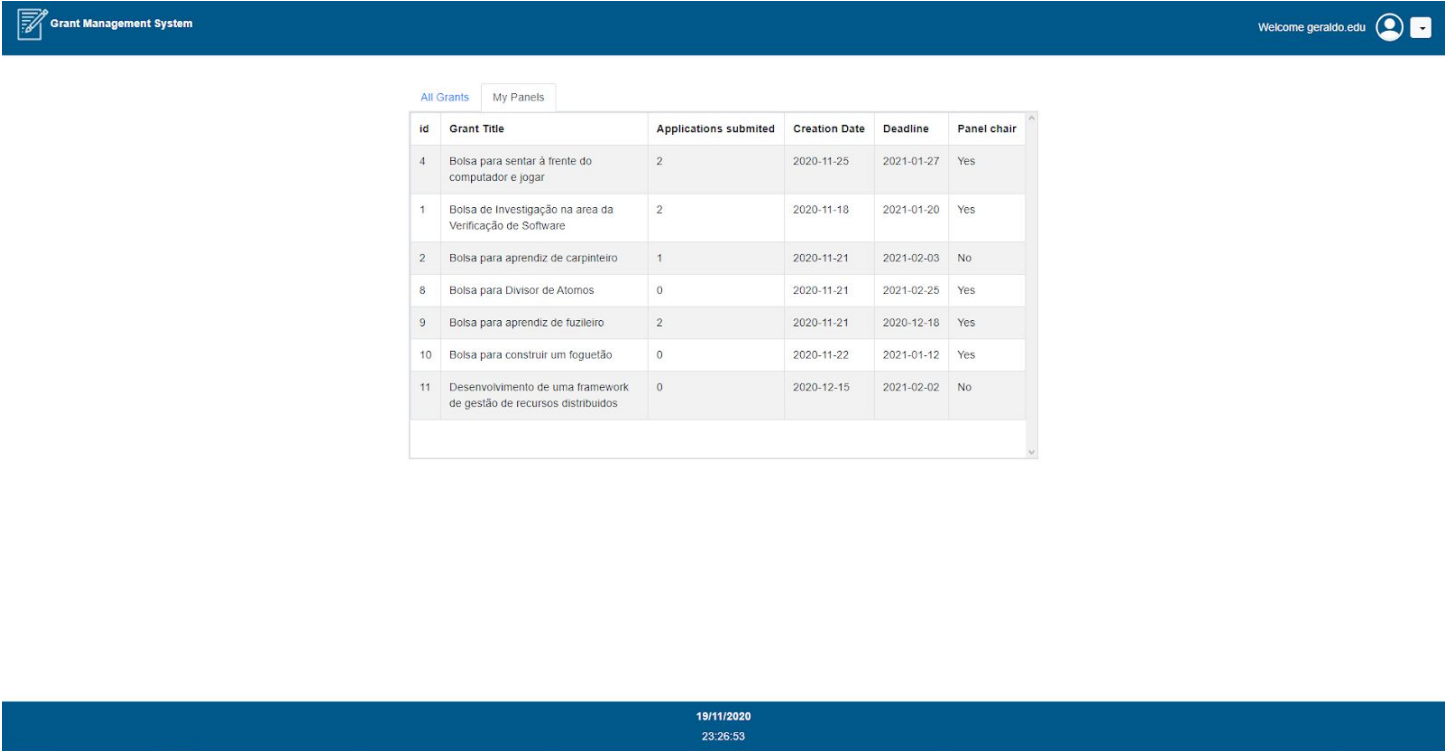 Grant Management System
Welcome geraldo.edu
All Grants My Panels
id Grant Title Applications submited Creation Date Deadline Panel chair
4 Bolsa para sentar à frente do 2 2020-11-25 2021-01-27 Yes
computador e jogar
1 Bolsa de Investigação na area da 2 2020-11-18 2021-01-20 Yes
Verificação de Software
2 Bolsa para aprendiz de carpinteiro 1 2020-11-21 2021-02-03 No
8 Bolsa para Divisor de Atomos 0 2020-11-21 2021-02-25 Yes
9 Bolsa para aprendiz de fuzileiro 2 2020-11-21 2020-12-18 Yes
10 Bolsa para construir um foguetão 0 2020-11-22 2021-01-12 Yes
11 Desenvolvimento de uma framework 0 2020-12-15 2021-02-02 No
de gestão de recursos distribuidos
19/11/2020
23:26:53